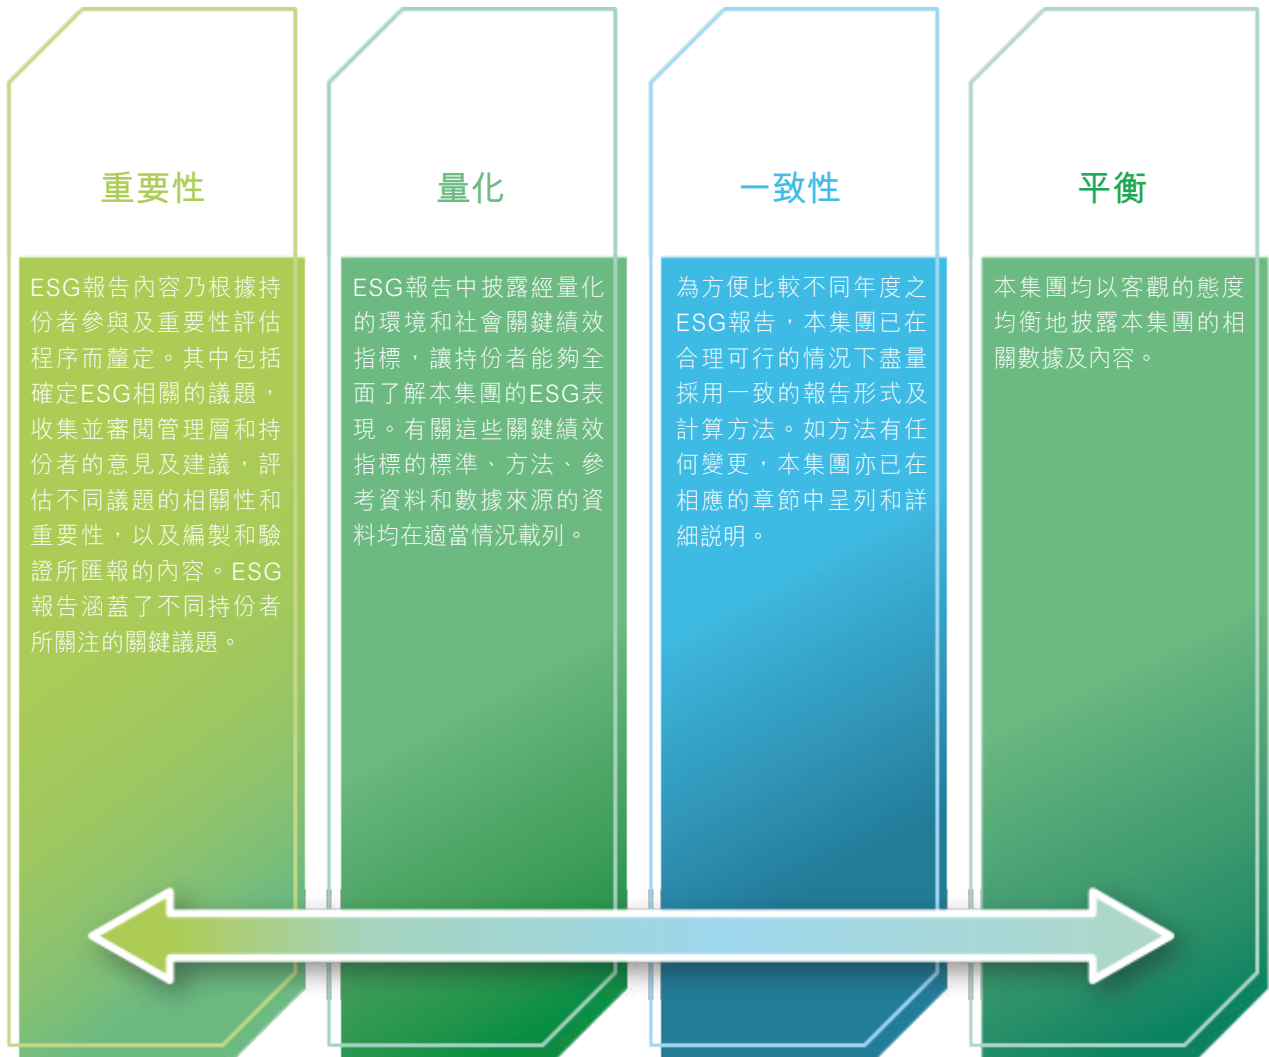 重要性
ESG報告內容乃根據持
份者參與及重要性評估
程序而釐定。其中包括
確定ESG相關的議題，
收集並審閱管理層和持
份者的意見及建議，評
估不同議題的相關性和
重要性，以及編製和驗
證所匯報的內容。ESG
報告涵蓋了不同持份者
所關注的關鍵議題。
量化
ESG報告中披露經量化
的環境和社會關鍵績效
指標，讓持份者能夠全
面了解本集團的ESG表
現。有關這些關鍵績效
指標的標準、方法、參
考資料和數據來源的資
料均在適當情況載列。
一致性
為方便比較不同年度之
ESG報告，本集團已在
合理可行的情況下盡量
採用一致的報告形式及
計算方法。如方法有任
何變更，本集團亦已在
相應的章節中呈列和詳
細説明。
平衡
本集團均以客觀的態度
均衡地披露本集團的相
關數據及內容。